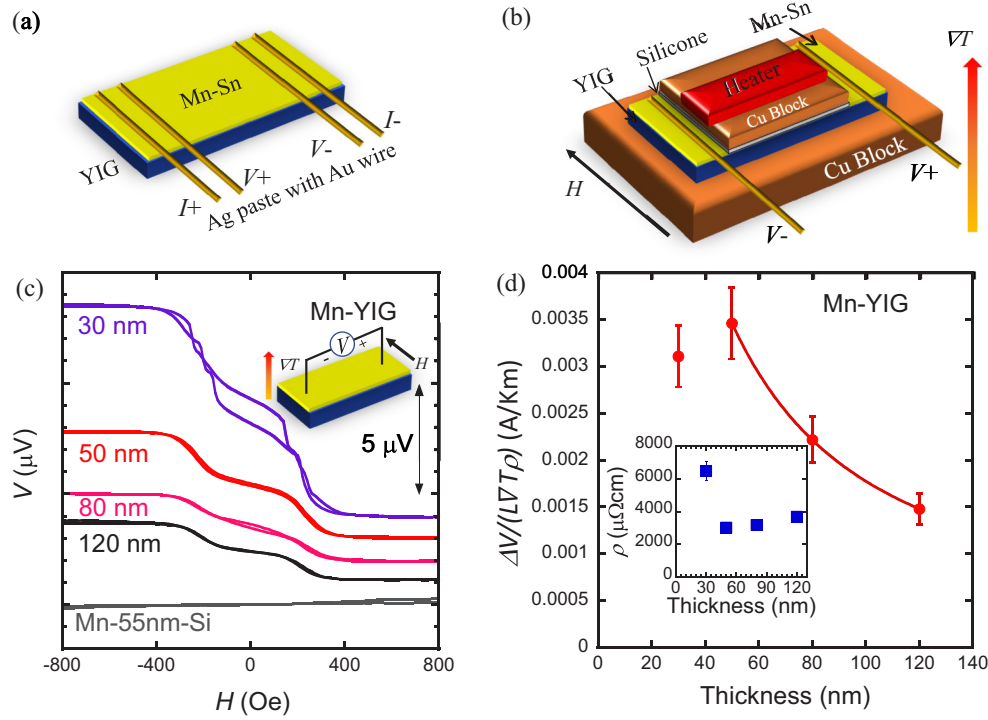 (a)
Mn-Sn
YIG
I+
V+
V-
I-
Ag paste with Au wire
(b)
Mn-Sn
Silicone
YIG
Heater
Cu Block
Cu Block
H
V-
V+
∇T
(c)
Mn-YIG
30 nm
50 nm
80 nm
120 nm
Mn-55nm-Si
∇T
V
-
+
H
5 μV
V (μV)
-800
-400
0
400
800
H (Oe)
(d)
Mn-YIG
ΔV/(L∇Tρ) (A/Km)
0.004
0.0035
0.003
0.0025
0.002
0.0015
0.001
0.0005
0
0
20
40
60
80
100
120
140
Thickness (nm)
ρ (μΩcm)
8000
6000
4000
2000
0
0
30
60
90
120
Thickness (nm)